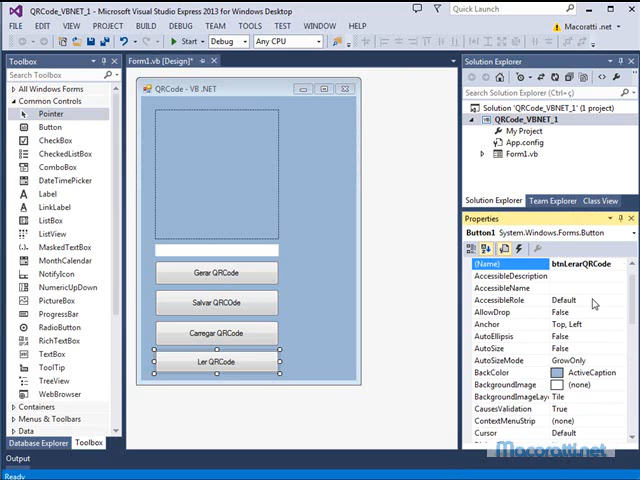 QRCode_VBNET_1 - Microsoft Visual Studio Express 2013 for Windows Desktop
Quick Launch (Ctrl+Q)
FILE EDIT VIEW PROJECT BUILD DEBUG TEAM TOOLS TEST WINDOW HELP
Macoratti .net
Start Debug Any CPU
Toolbox
Search Toolbox
All Windows Forms
Common Controls
Pointer
Button
CheckBox
CheckedListBox
ComboBox
DateTimePicker
Label
LinkLabel
ListBox
ListView
MaskedTextBox
MonthCalendar
NotifyIcon
NumericUpDown
PictureBox
ProgressBar
RadioButton
RichTextBox
TextBox
ToolTip
TreeView
WebBrowser
Containers
Menus & Toolbars
Data
Database Explorer Toolbox
Form1.vb [Design]*
QRCode - VB .NET
Gerar QRCode
Salvar QRCOde
Carregar QRCode
Ler QRCode
Solution Explorer
Search Solution Explorer (Ctrl+ç)
Solution 'QRCode_VBNET_1' (1 project)
QRCode_VBNET_1
My Project
App.config
Form1.vb
Solution Explorer Team Explorer Class View
Properties
Button1 System.Windows.Forms.Button
(Name) btnLerarQRCode
AccessibleDescription
AccessibleName
AccessibleRole Default
AllowDrop False
Anchor Top, Left
AutoEllipsis False
AutoSize False
AutoSizeMode GrowOnly
BackColor ActiveCaption
BackgroundImage (none)
BackgroundImageLay Tile
CausesValidation True
ContextMenuStrip (none)
Cursor Default
Macoratti.net
Output
Ready